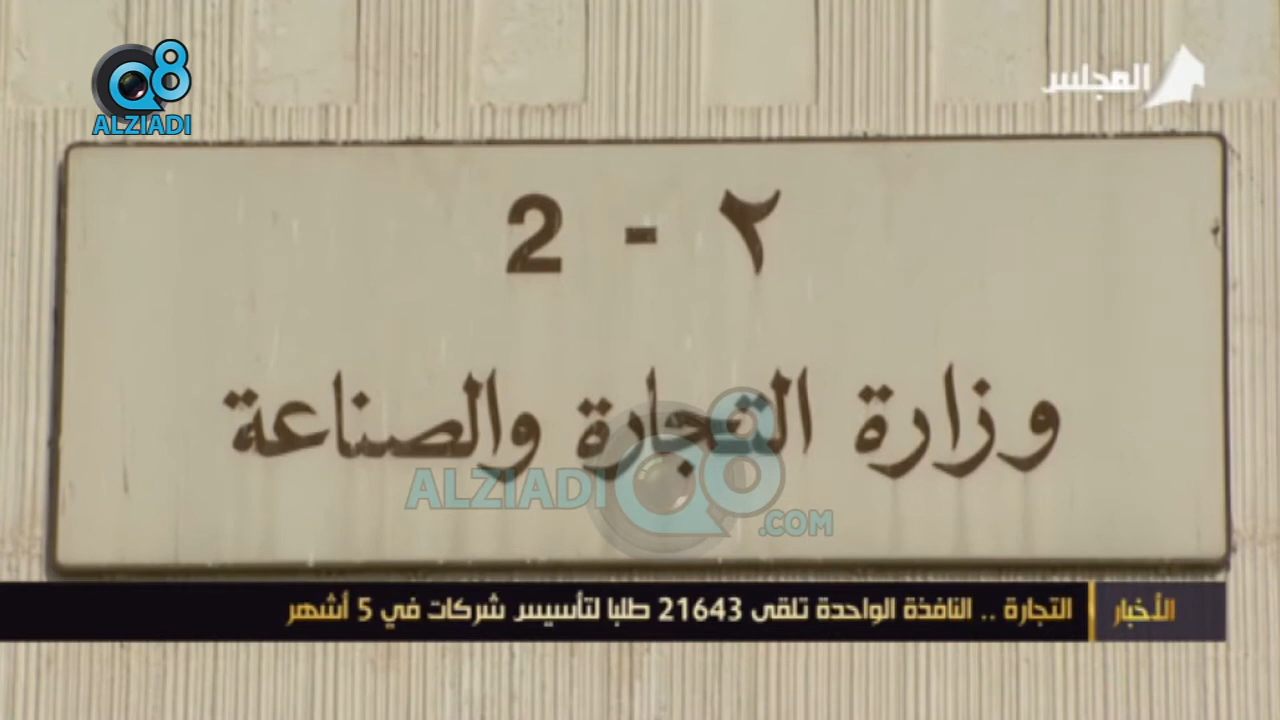 Q8
ALZIADI
المجلس
2 - ٢
وزارة التجارة والصناعة
ALZIADIQ8.COM
الأخبار
التجارة .. النافذة الواحدة تلقى 21643 طلبا لتأسيس شركات في 5 أشهر